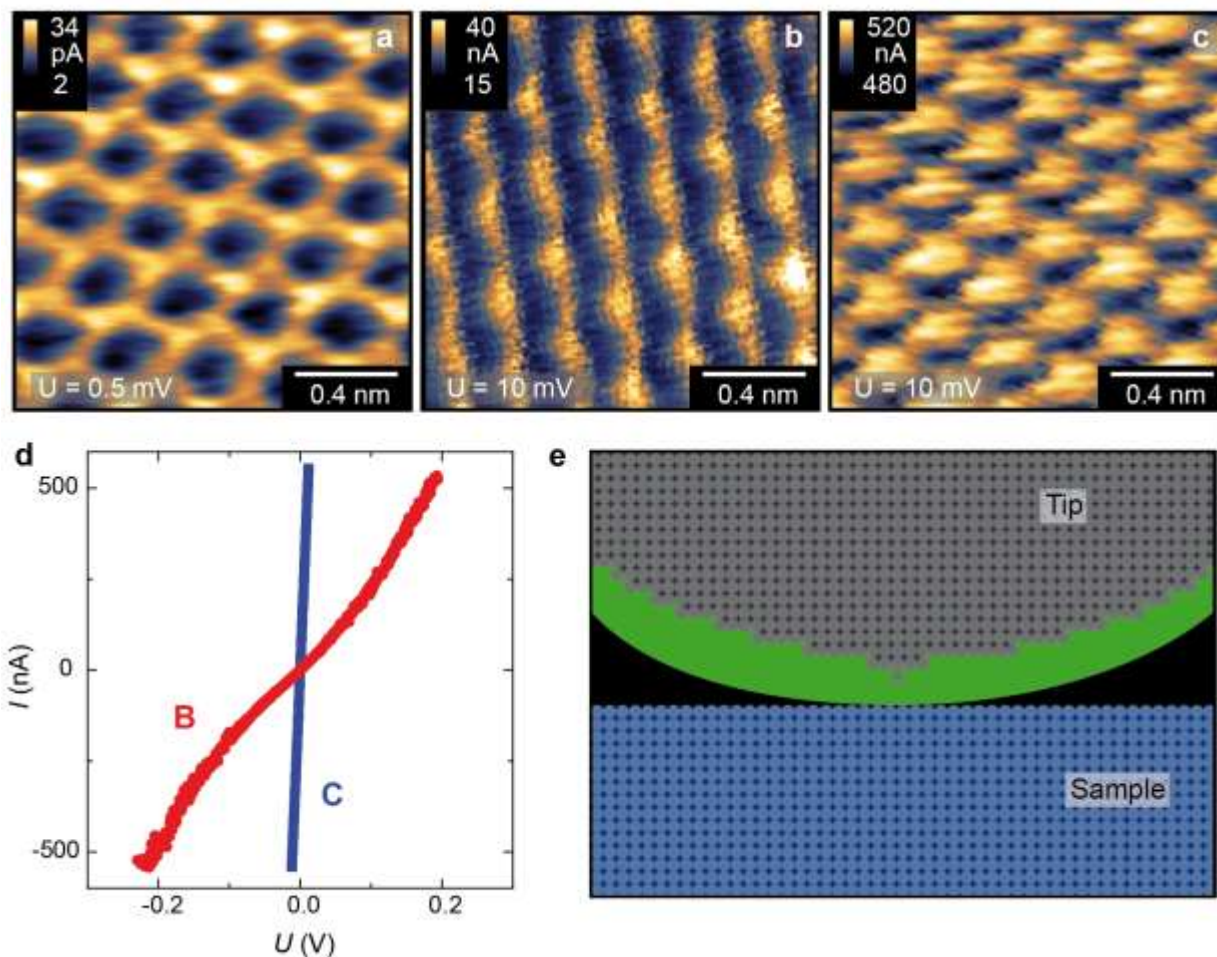 34
pA
2
a
U = 0.5 mV
0.4 nm
40
nA
15
b
U = 10 mV
0.4 nm
520
nA
480
c
U = 10 mV
0.4 nm
d
500
0
-500
I (nA)
B
C
-0.2
0.0
0.2
U (V)
e
Tip
Sample